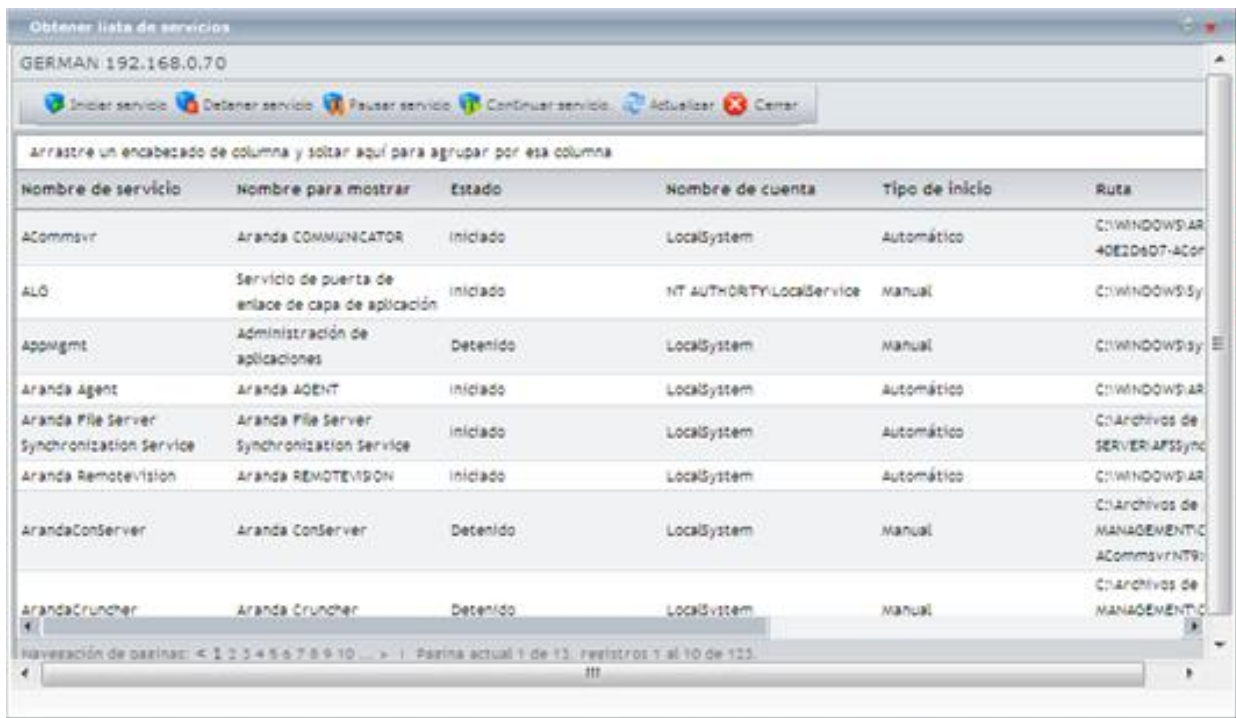 Obtener lista de servicios
GERMAN 192.168.0.70
Iniciar servicio Detener servicio Pausar servicio Continuar servicio Actualizar Cerrar
Arrastre un encabezado de columna y soltar aquí para agrupar por esa columna
Nombre de servicio Nombre para mostrar Estado Nombre de cuenta Tipo de inicio Ruta
ACommsvr Aranda COMMUNICATOR Iniciado LocalSystem Automático C:\WINDOWS\AR
40E2D6D7-ACom
ALG Servicio de puerta de enlace de capa de aplicación Iniciado NT AUTHORITY\LocalService Manual C:\WINDOWS\Sy
AppMgmt Administración de aplicaciones Detenido LocalSystem Manual C:\WINDOWS\sy
Aranda Agent Aranda AGENT Iniciado LocalSystem Automático C:\WINDOWS\AR
Aranda File Server Synchronization Service Aranda File Server Synchronization Service Iniciado LocalSystem Automático C:\Archivos de
SERVER\AFSSync
Aranda RemoteVision Aranda REMOTEVISION Iniciado LocalSystem Automático C:\WINDOWS\AR
ArandaConServer Aranda ConServer Detenido LocalSystem Manual C:\Archivos de
MANAGEMENT\C
ACommsvrNT9
ArandaCruncher Aranda Cruncher Detenido LocalSystem Manual C:\Archivos de
MANAGEMENT\C
Navegación de paginas: < 1 2 3 4 5 6 7 8 9 10 ... > | Pagina actual 1 de 13, registros 1 al 10 de 123.